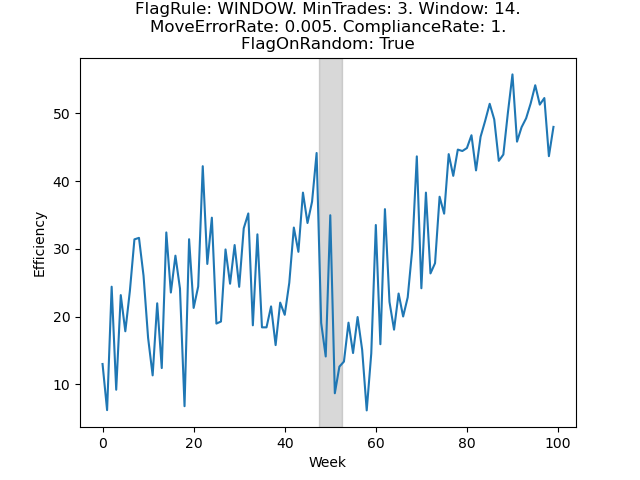 FlagRule: WINDOW. MinTrades: 3. Window: 14.
MoveErrorRate: 0.005. ComplianceRate: 1.
FlagOnRandom: True
Efficiency
50
40
30
20
10
0 20 40 60 80 100
Week